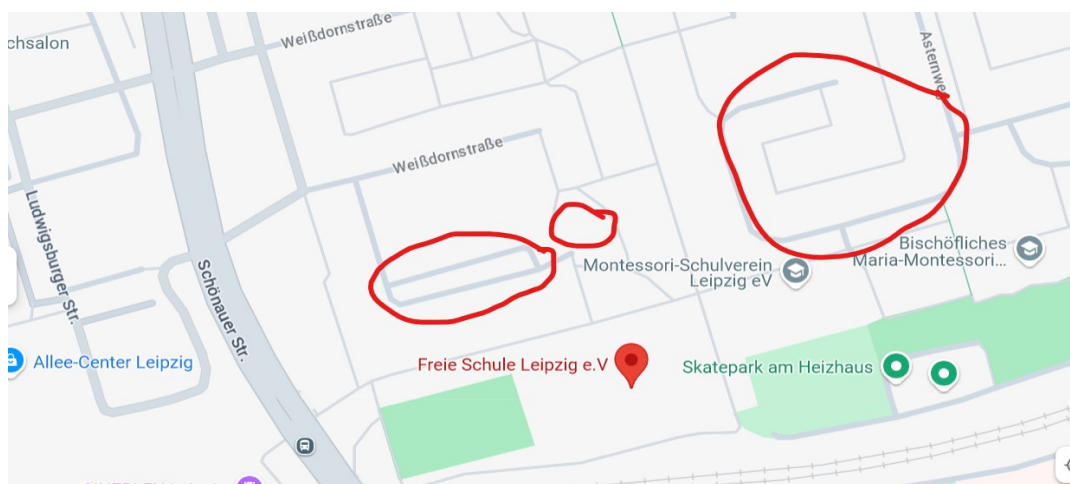 chsalon
Weißdornstraße
Asternweg
Weißdornstraße
Ludwigsburger Str.
Schönauer Str.
Montessori-Schulverein
Leipzig eV
Bischöfliches
Maria-Montessori...
Allee-Center Leipzig
Freie Schule Leipzig e.V
Skatepark am Heizhaus